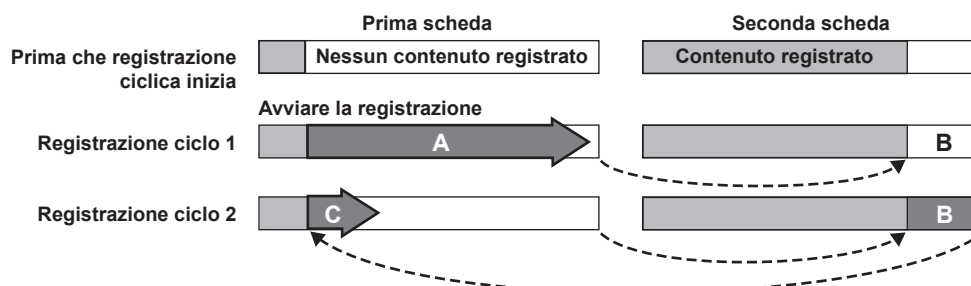 Prima scheda
Seconda scheda
Prima che registrazione
ciclica inizia
Nessun contenuto registrato
Contenuto registrato
Avviare la registrazione
Registrazione ciclo 1
A
B
Registrazione ciclo 2
C
B